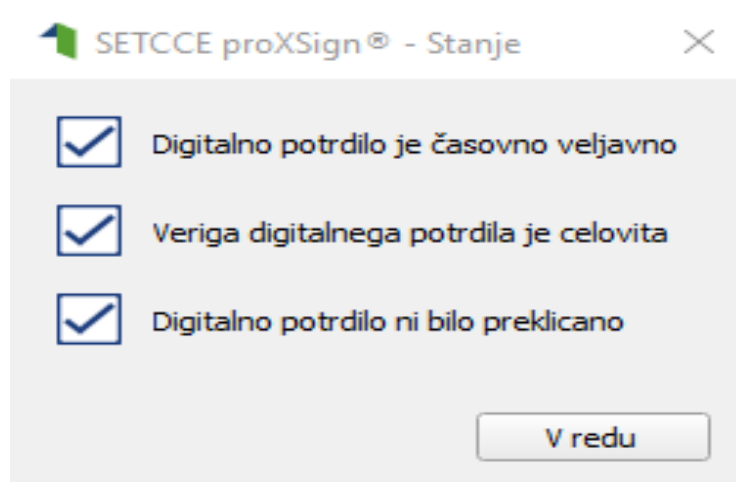 SETCCE proXSign® - Stanje
Digitalno potrdilo je časovno veljavno
Veriga digitalnega potrdila je celovita
Digitalno potrdilo ni bilo preklicano
V redu